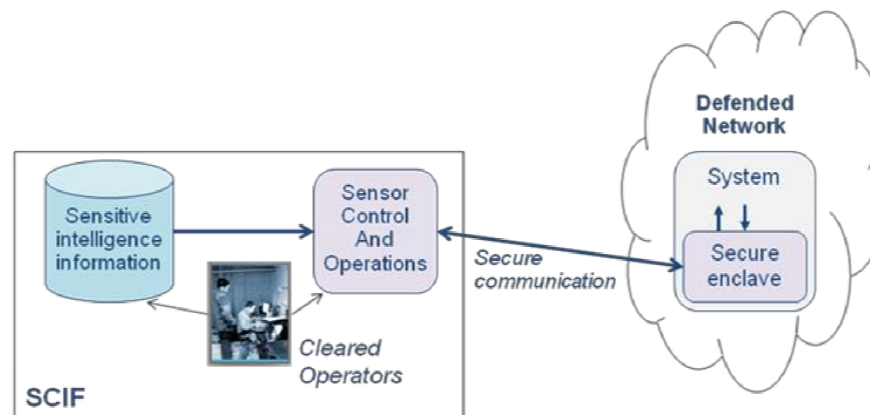 Defended
Network
System
Secure
enclave
Sensitive
intelligence
information
Sensor
Control
And
Operations
Secure
communication
Cleared
Operators
SCIF